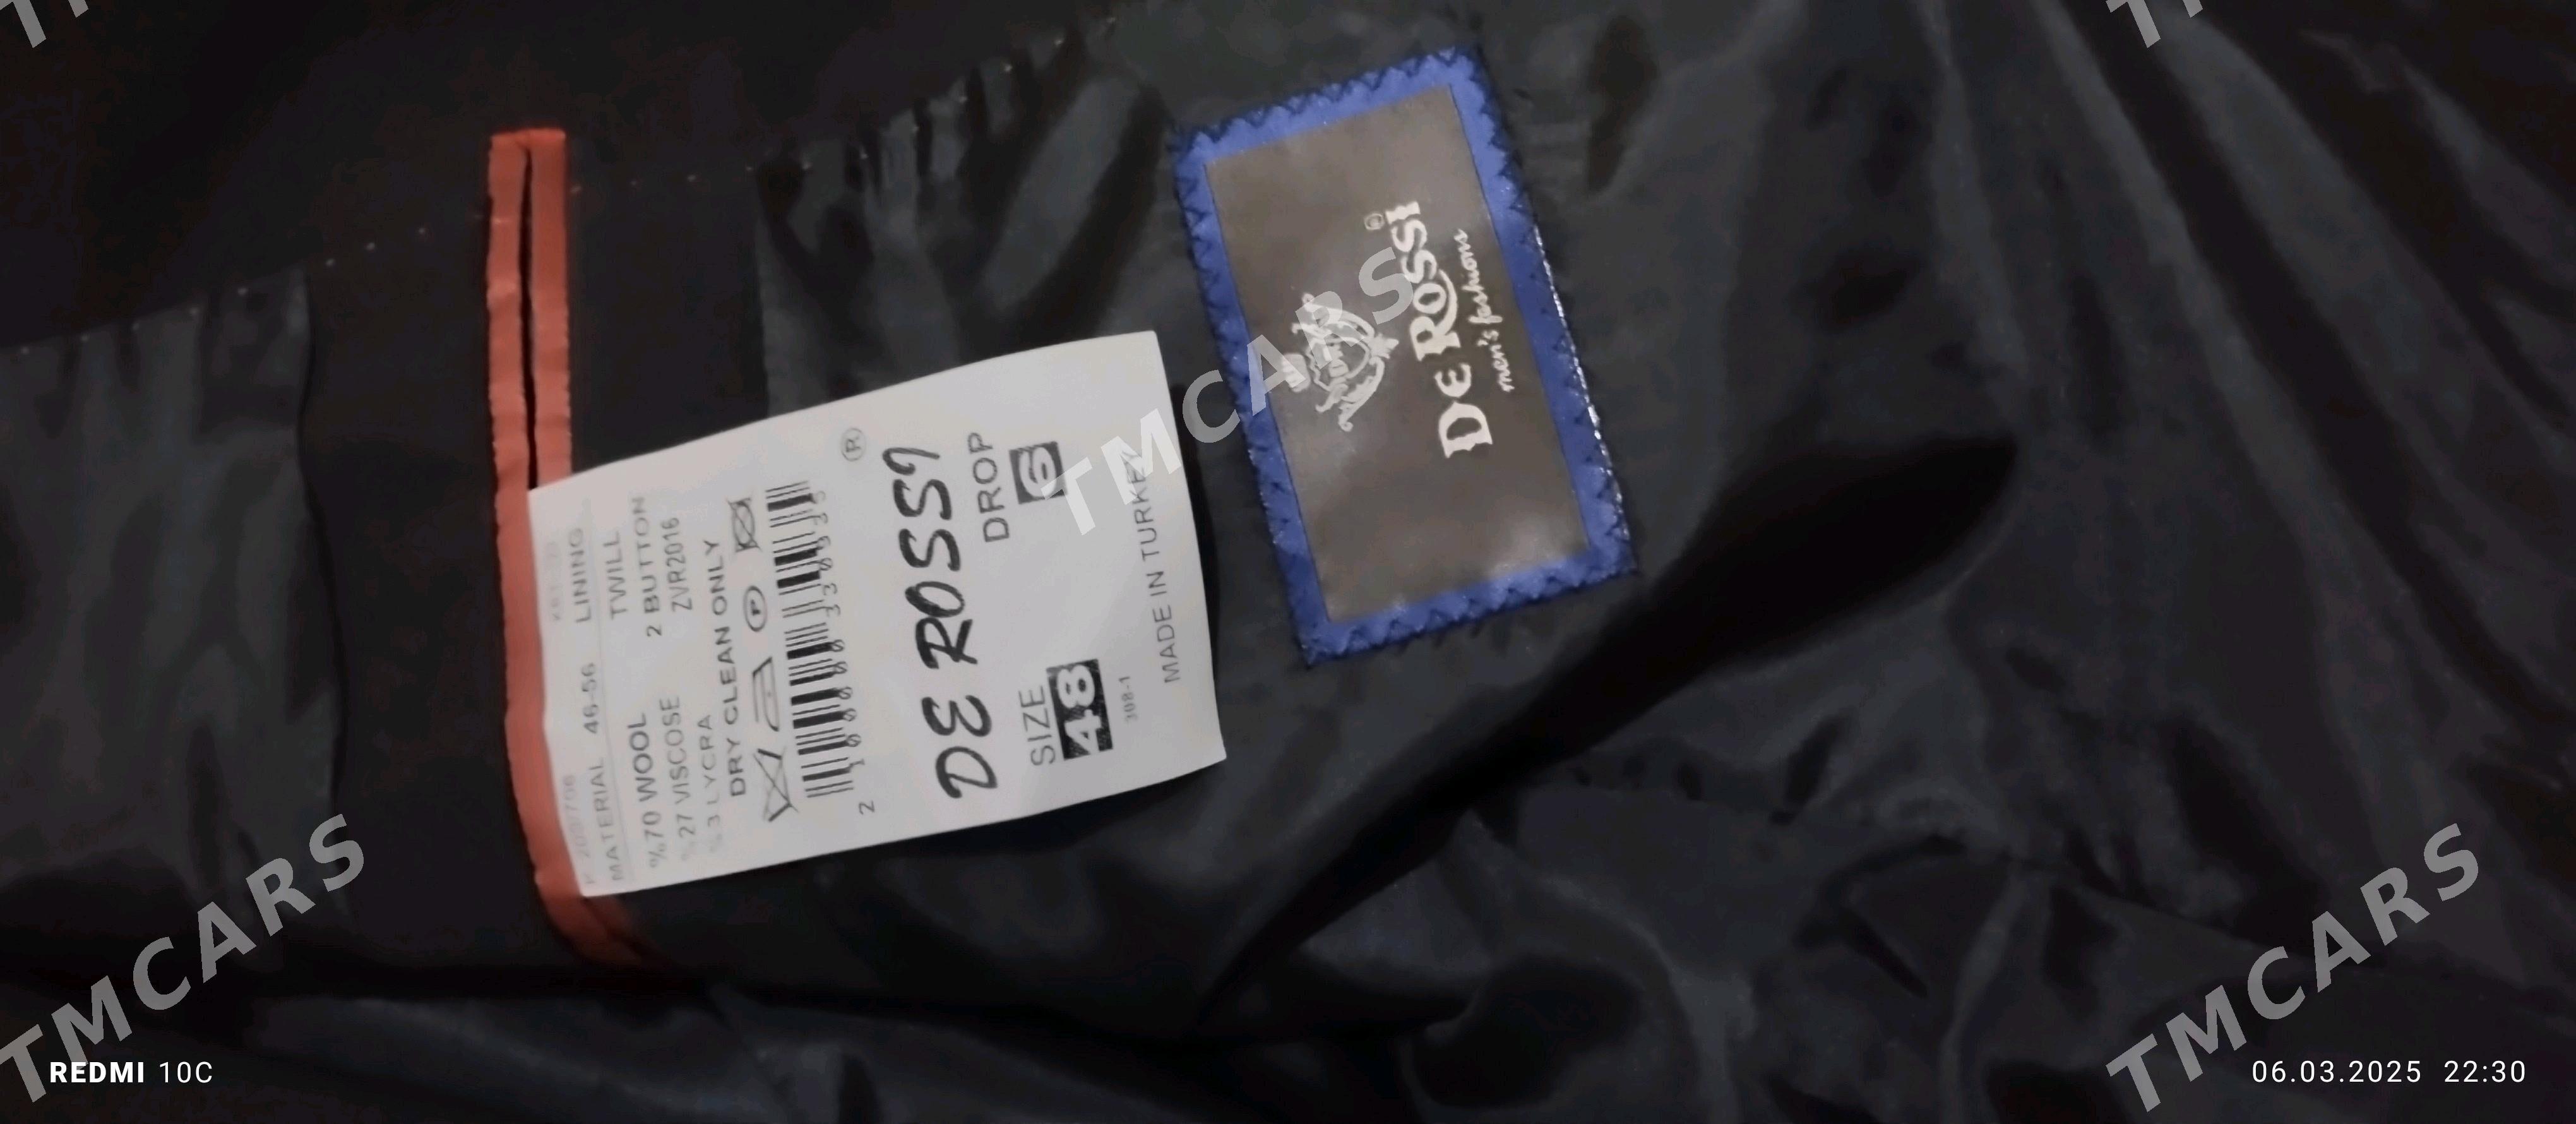 MATERIAL 46-56 LINING
%70 WOOL TWILL
%27 VISCOSE 2 BUTTON
%3 LYCRA ZVR2016
DRY CLEAN ONLY
P
®
DE ROSSI
SIZE DROP
48 6
308-1
MADE IN TURKEY
DE ROSSI®
men's fashions
TMCARS
TMCARS
TMCARS
REDMI 10C
06.03.2025 22:30